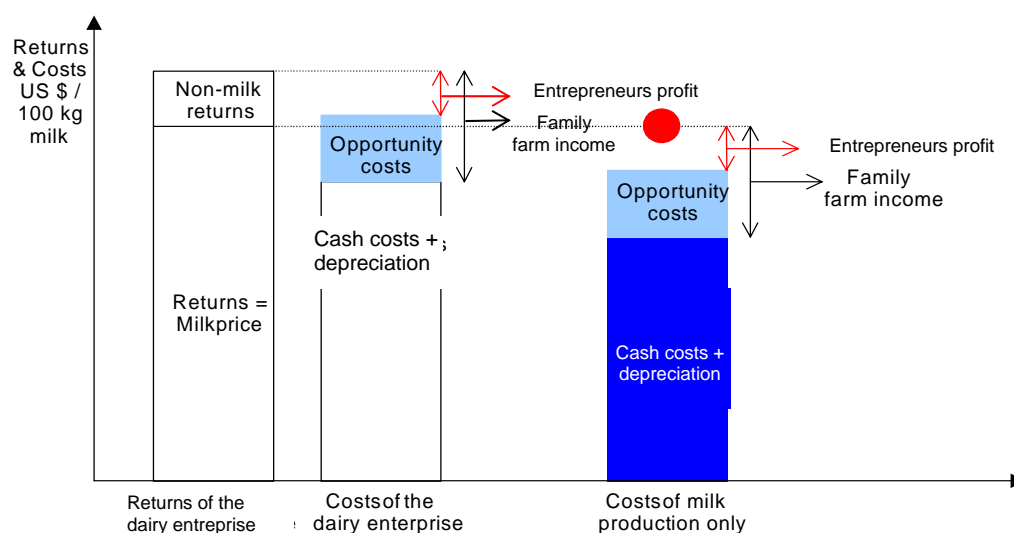 Returns
& Costs
US $ /
100 kg
milk
Non-milk
returns
Returns =
Milkprice
Opportunity
costs
Cash costs +
depreciation
Entrepreneurs profit
Family
farm income
Opportunity
costs
Cash costs +
depreciation
Entrepreneurs profit
Family
farm income
Returns of the
dairy entreprise
Costs of the
dairy enterprise
Costs of milk
production only